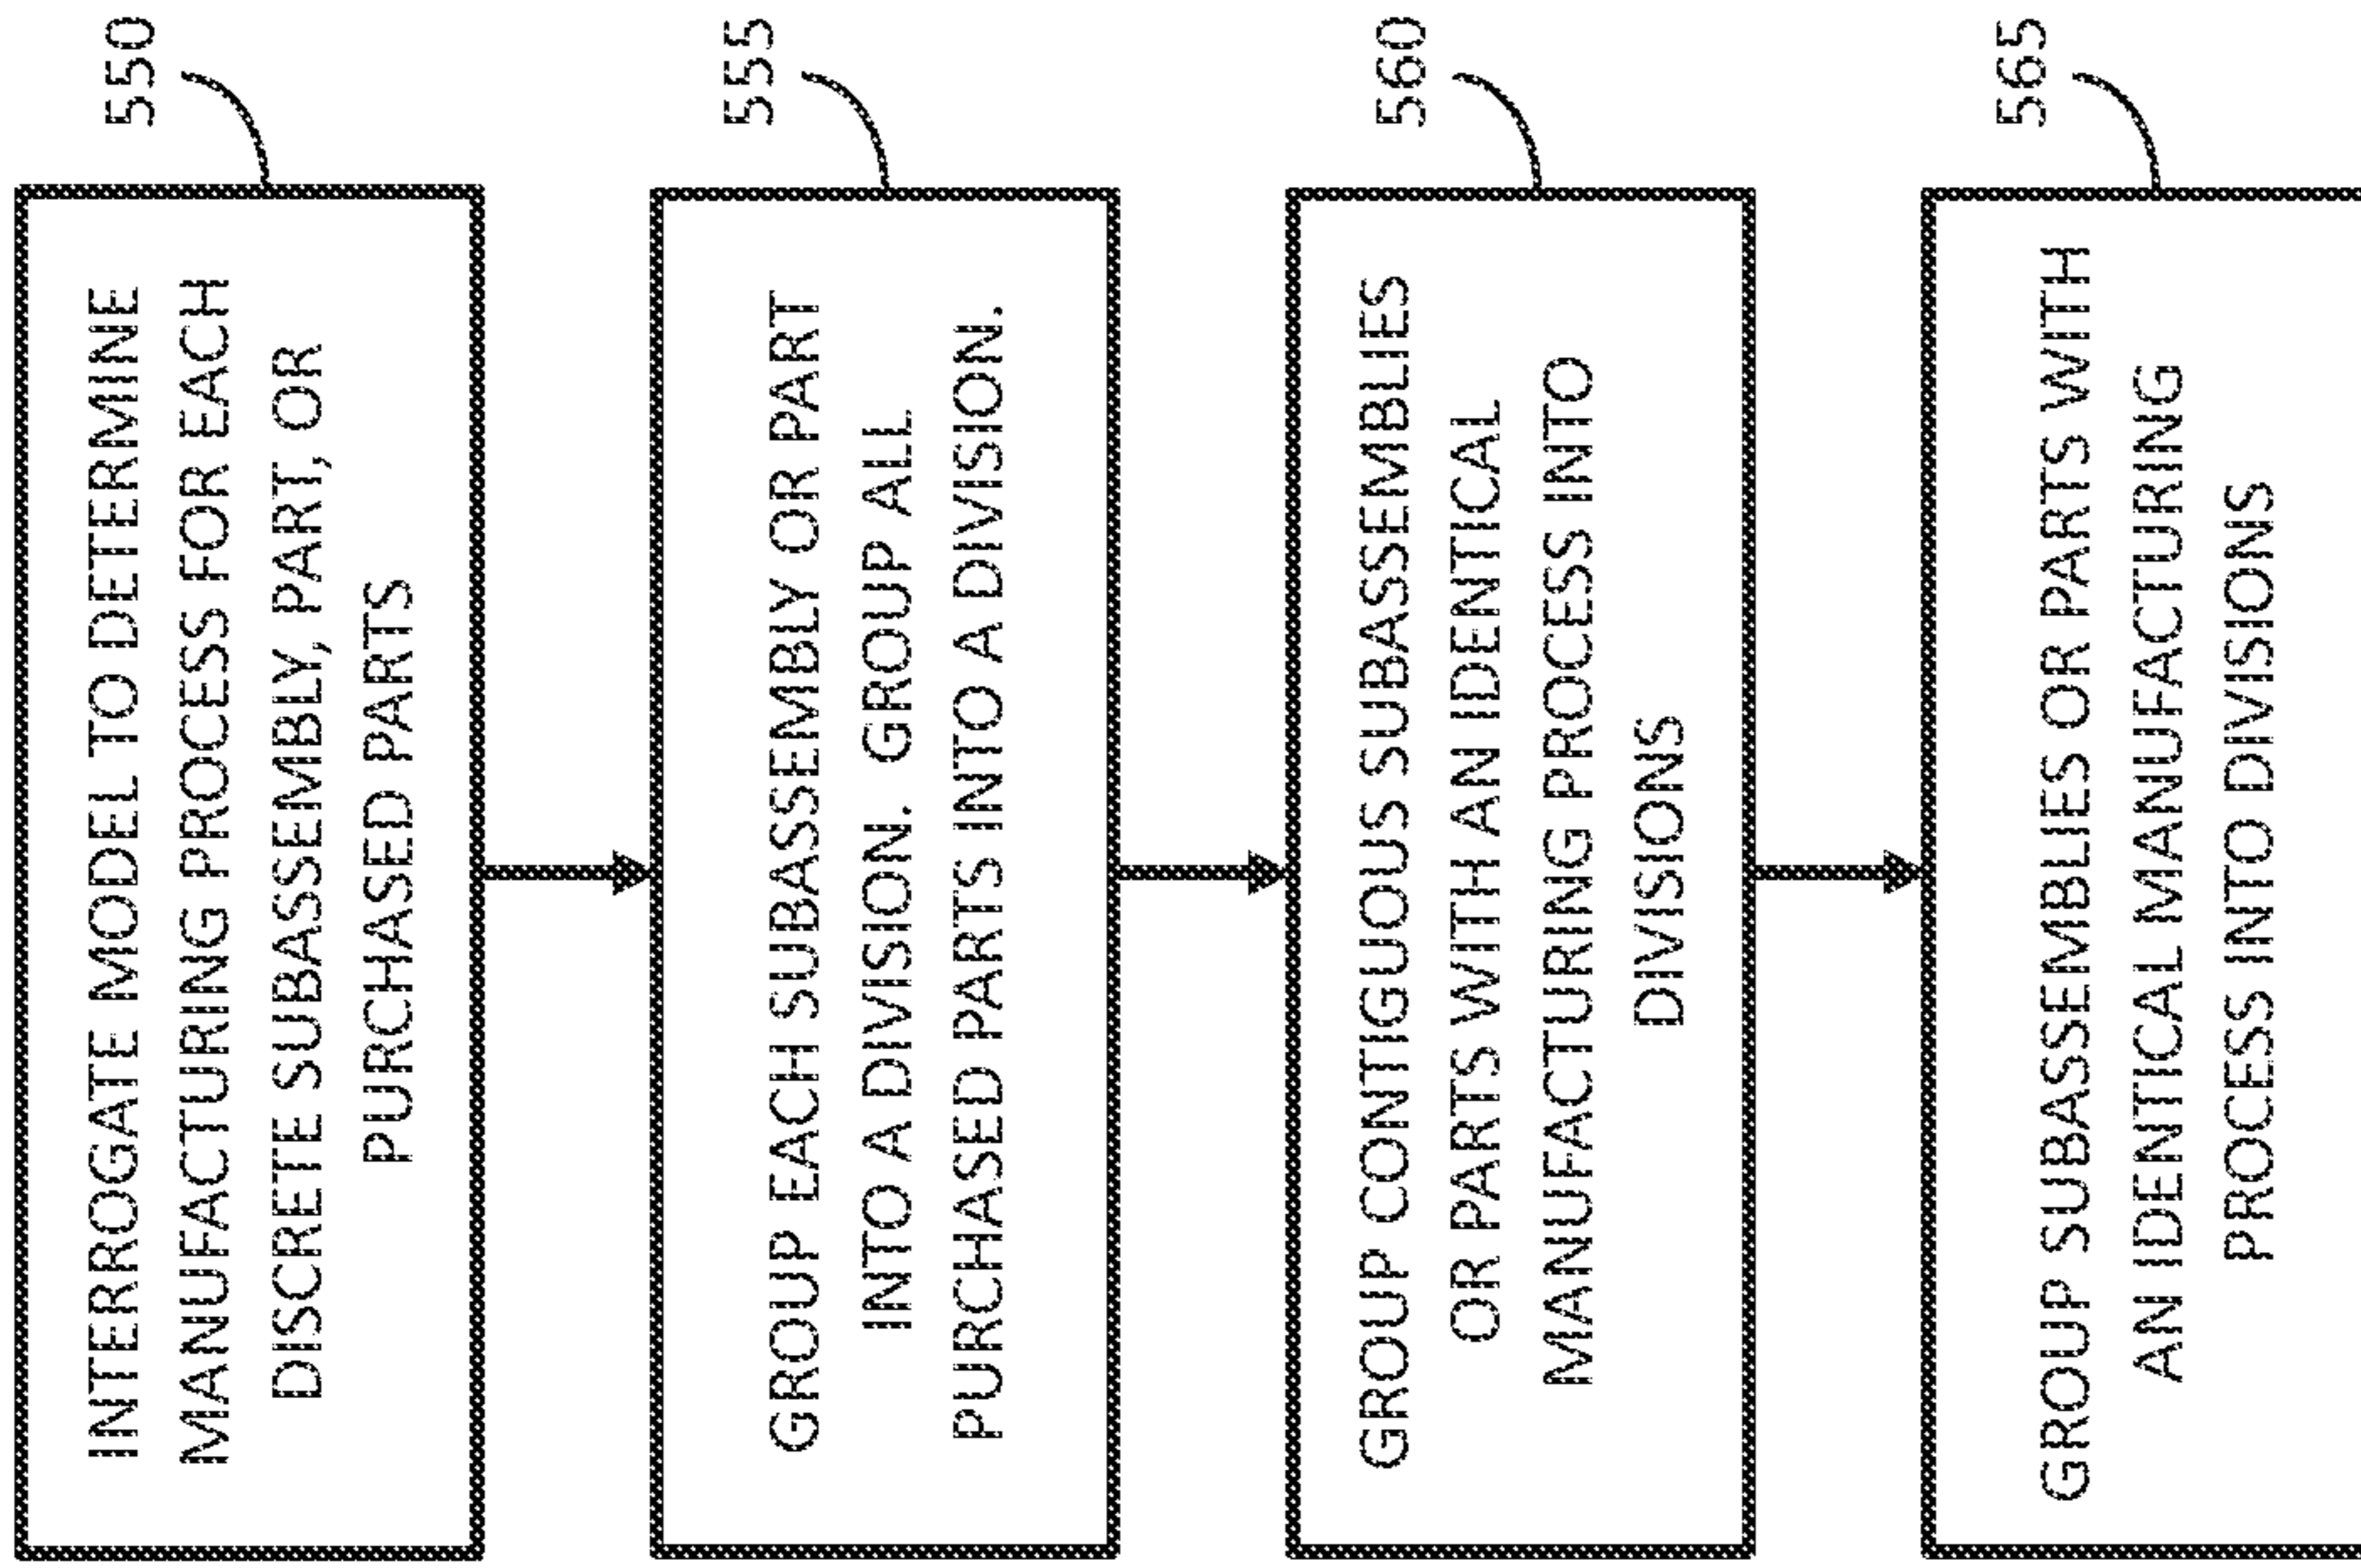 INTERROGATE MODEL TO DETERMINE
MANUFACTURING PROCESS FOR EACH
DISCRETE SUBASSEMBLY, PART, OR
PURCHASED PARTS
550
GROUP EACH SUBASSEMBLY OR PART
INTO A DIVISION. GROUP ALL
PURCHASED PARTS INTO A DIVISION.
555
GROUP CONTIGUOUS SUBASSEMBLIES
OR PARTS WITH AN IDENTICAL
MANUFACTURING PROCESS INTO
DIVISIONS
560
GROUP SUBASSEMBLIES OR PARTS WITH
AN IDENTICAL MANUFACTURING
PROCESS INTO DIVISIONS
565